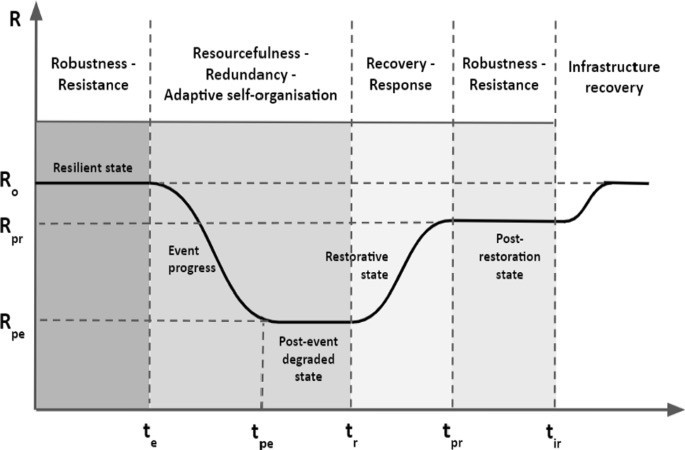 R
Robustness -
Resistance
Resourcefulness -
Redundancy -
Adaptive self-organisation
Recovery -
Response
Robustness -
Resistance
Infrastructure
recovery
Resilient state
Ro
Rpr
Event
progress
Restorative
state
Post-
restoration
state
Rpe
Post-event
degraded
state
te
tpe
tr
tpr
tir